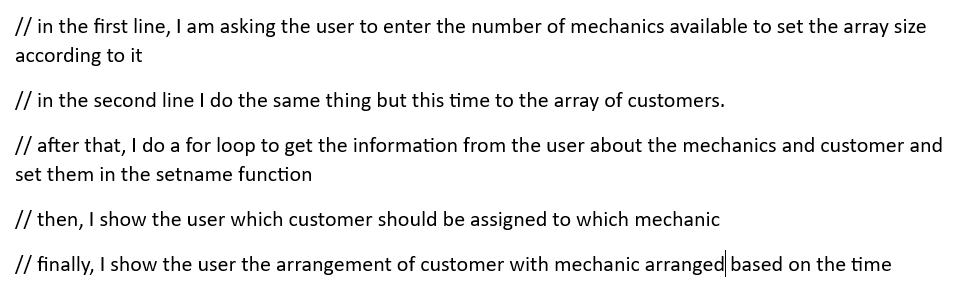 // in the first line, I am asking the user to enter the number of mechanics available to set the array size
according to it
// in the second line I do the same thing but this time to the array of customers.
// after that, I do a for loop to get the information from the user about the mechanics and customer and
set them in the setname function
// then, I show the user which customer should be assigned to which mechanic
// finally, I show the user the arrangement of customer with mechanic arranged based on the time